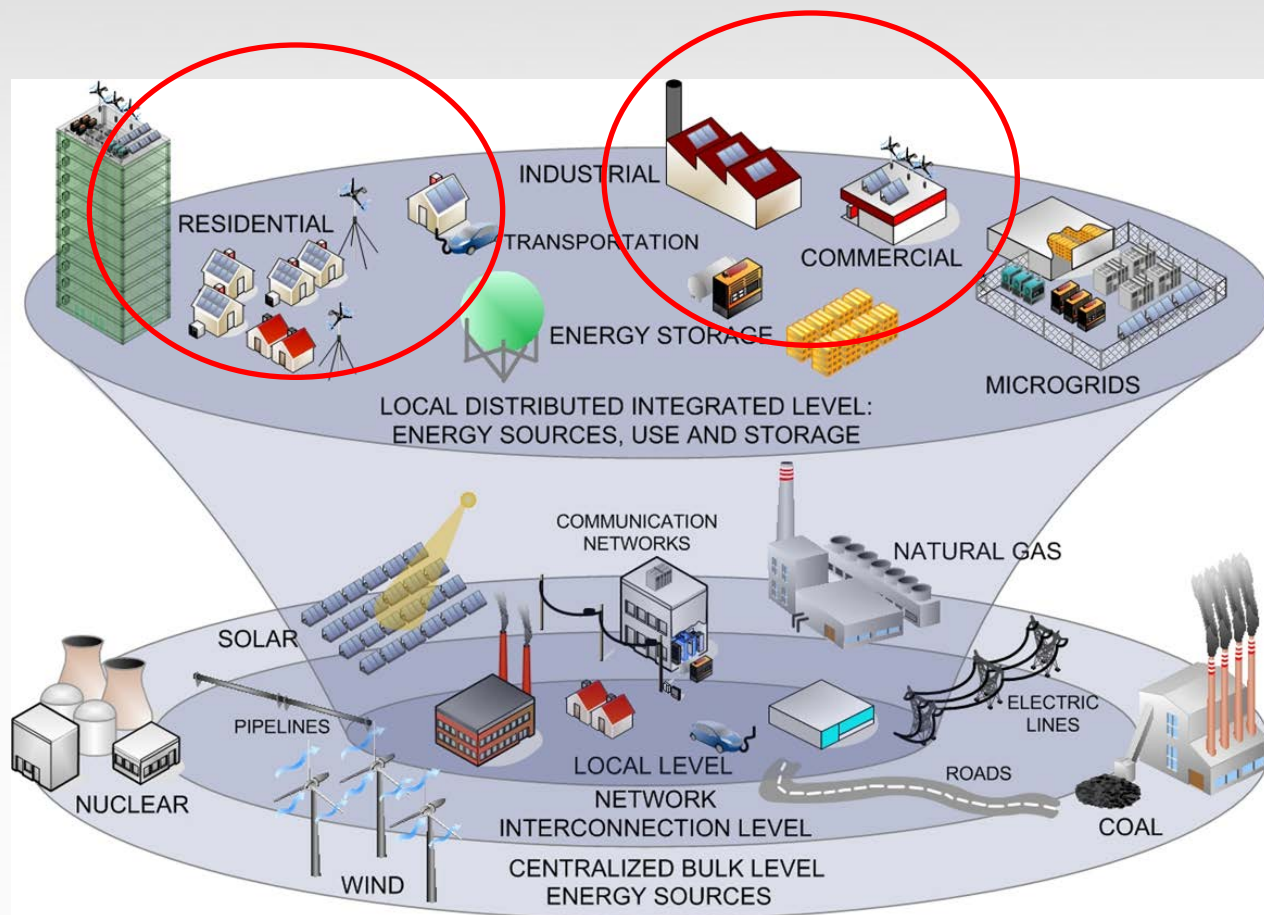 INDUSTRIAL
RESIDENTIAL
TRANSPORTATION
COMMERCIAL
ENERGY STORAGE
MICROGRIDS
LOCAL DISTRIBUTED INTEGRATED LEVEL:
ENERGY SOURCES, USE AND STORAGE
COMMUNICATION
NETWORKS
NATURAL GAS
SOLAR
PIPELINES
ELECTRIC
LINES
LOCAL LEVEL
ROADS
NUCLEAR
NETWORK
INTERCONNECTION LEVEL
COAL
WIND
CENTRALIZED BULK LEVEL
ENERGY SOURCES